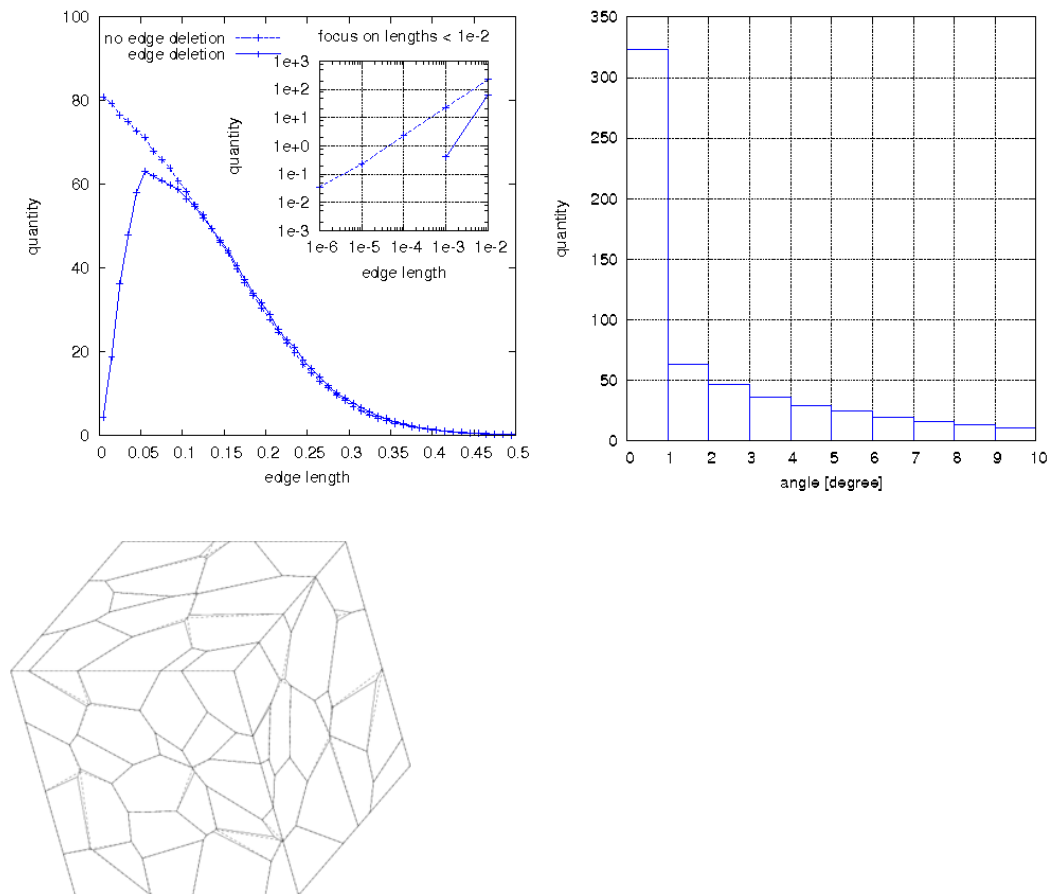 100
80
60
40
20
0
quantity
no edge deletion
edge deletion
focus on lengths < 1e-2
1e+3
1e+2
1e+1
1e+0
1e-1
1e-2
1e-3
quantity
1e-6 1e-5 1e-4 1e-3 1e-2
edge length
0 0.05 0.1 0.15 0.2 0.25 0.3 0.35 0.4 0.45 0.5
edge length
350
300
250
200
150
100
50
0
quantity
0 1 2 3 4 5 6 7 8 9 10
angle [degree]